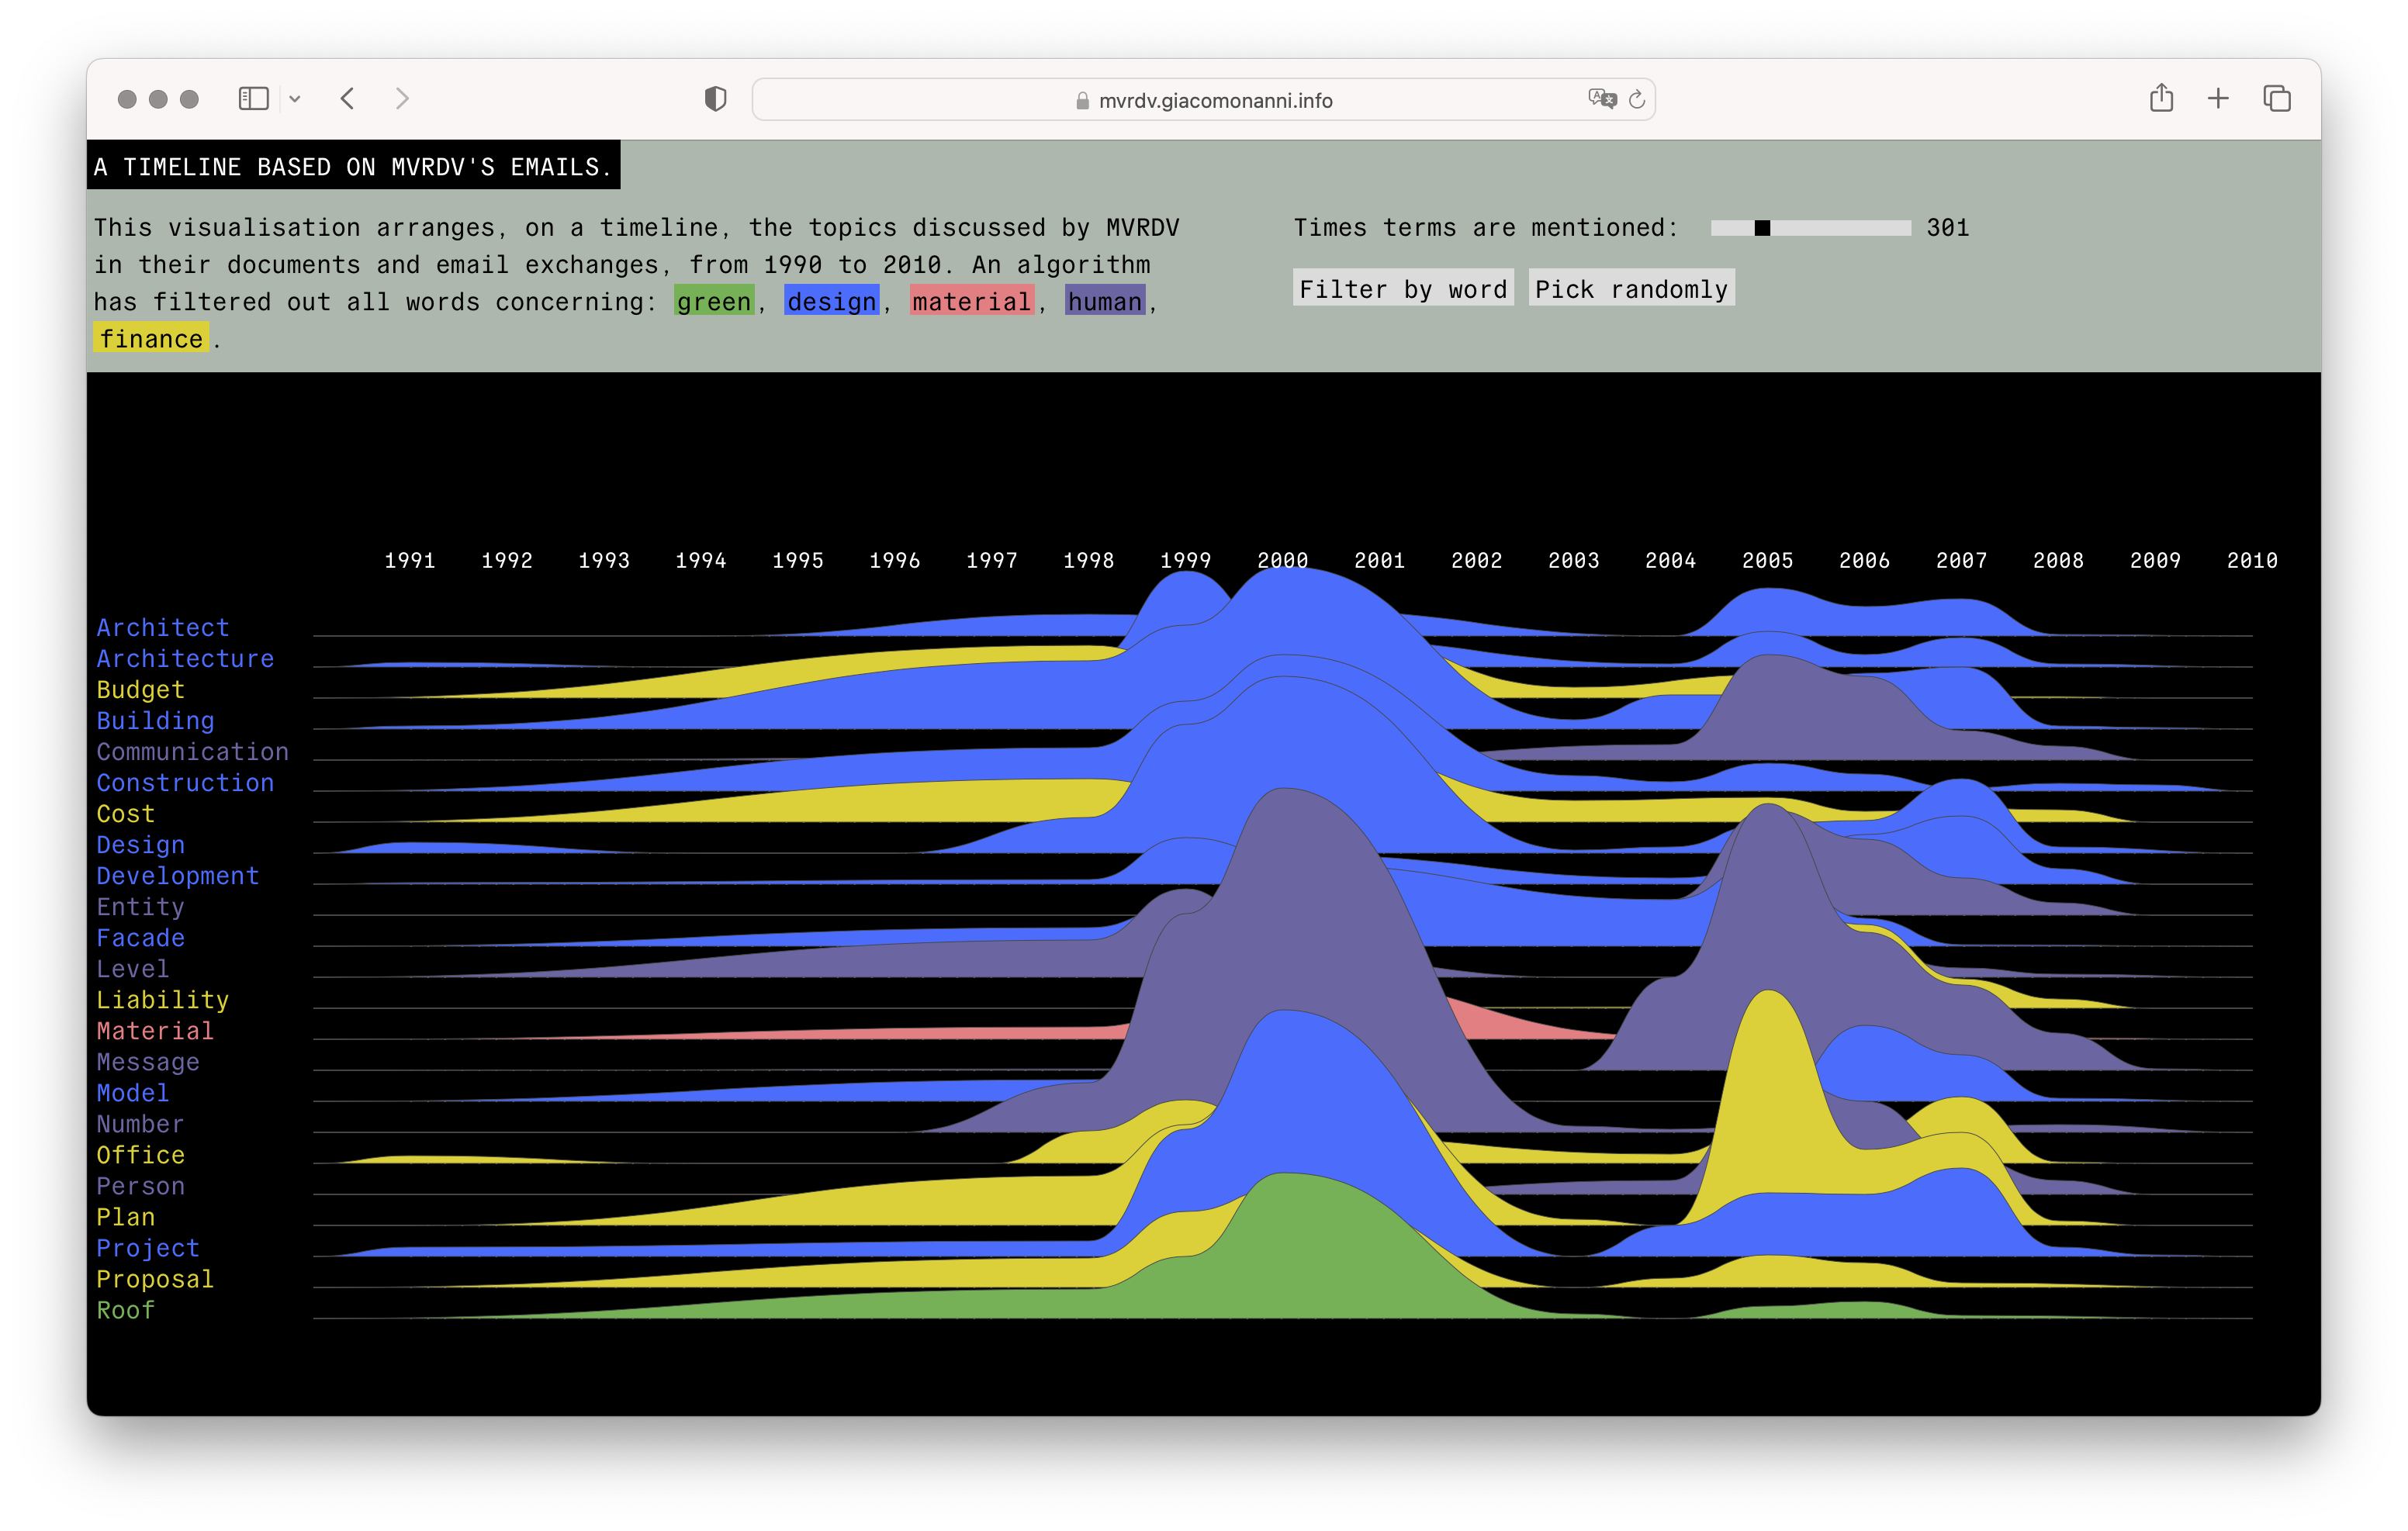 mvrdv.giacomonanni.info
A TIMELINE BASED ON MVRDV'S EMAILS.
This visualisation arranges, on a timeline, the topics discussed by MVRDV
in their documents and email exchanges, from 1990 to 2010. An algorithm
has filtered out all words concerning: green, design, material, human,
finance.
Times terms are mentioned: 301
Filter by word Pick randomly
1991 1992 1993 1994 1995 1996 1997 1998 1999 2000 2001 2002 2003 2004 2005 2006 2007 2008 2009 2010
Architect
Architecture
Budget
Building
Communication
Construction
Cost
Design
Development
Entity
Facade
Level
Liability
Material
Message
Model
Number
Office
Person
Plan
Project
Proposal
Roof